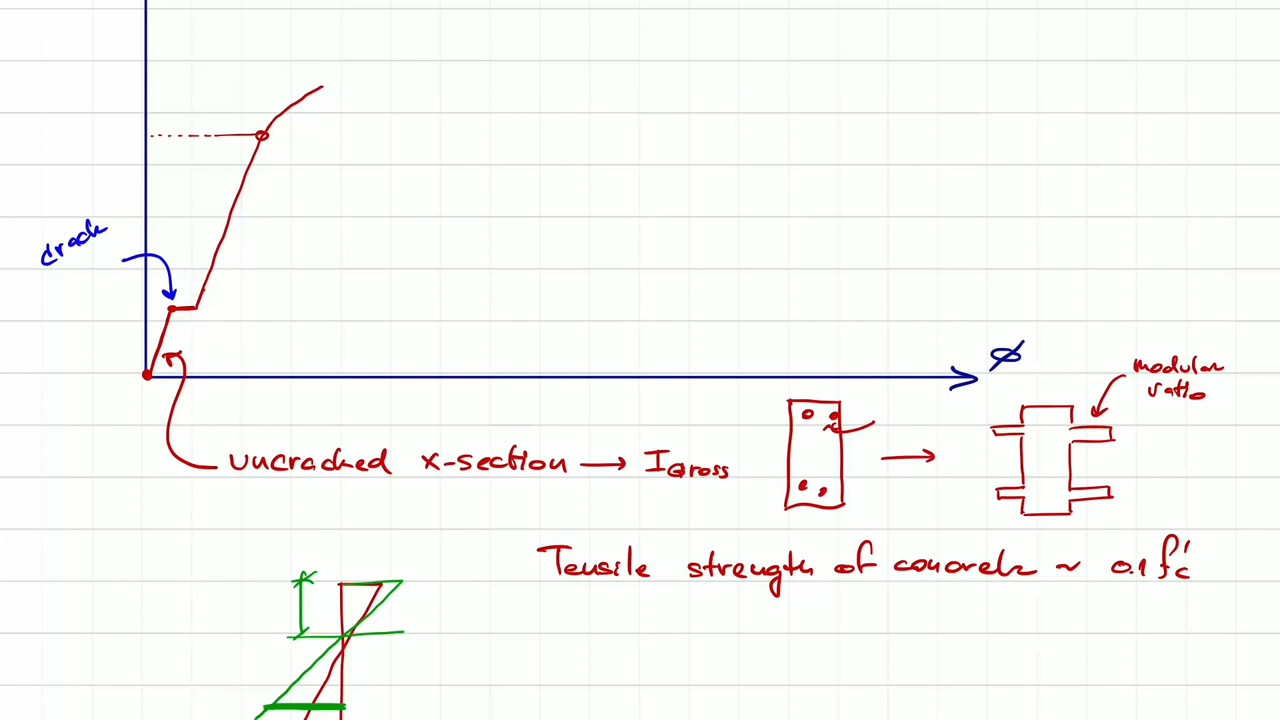 crack
ϕ
modular
ratio
uncracked x-section → IGross
Tensile strength of concrete ~ 0.1 f'c